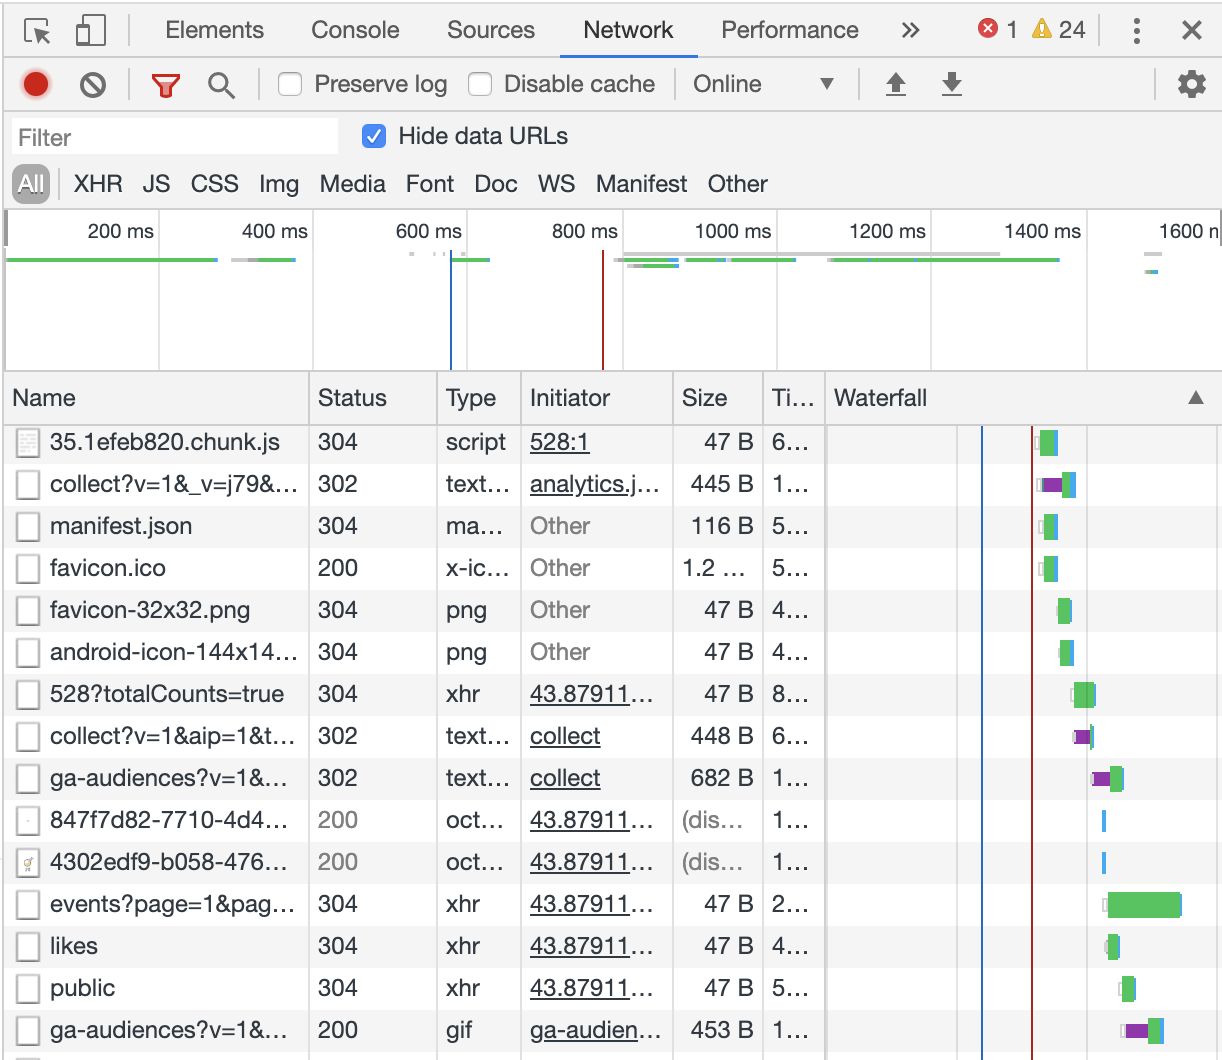 Elements Console Sources Network Performance 1 24
Preserve log Disable cache Online ▼
Filter Hide data URLs
All XHR JS CSS Img Media Font Doc WS Manifest Other
200 ms 400 ms 600 ms 800 ms 1000 ms 1200 ms 1400 ms 1600 n
Name Status Type Initiator Size Ti… Waterfall ▲
35.1efeb820.chunk.js 304 script 528:1 47 B 6…
collect?v=1&_v=j79&… 302 text… analytics.j… 445 B 1…
manifest.json 304 ma… Other 116 B 5…
favicon.ico 200 x-ic… Other 1.2 … 5…
favicon-32x32.png 304 png Other 47 B 4…
android-icon-144x14… 304 png Other 47 B 4…
528?totalCounts=true 304 xhr 43.87911… 47 B 8…
collect?v=1&aip=1&t… 302 text… collect 448 B 6…
ga-audiences?v=1&… 302 text… collect 682 B 1…
847f7d82-7710-4d4… 200 oct… 43.87911… (dis… 1…
4302edf9-b058-476… 200 oct… 43.87911… (dis… 1…
events?page=1&pag… 304 xhr 43.87911… 47 B 2…
likes 304 xhr 43.87911… 47 B 4…
public 304 xhr 43.87911… 47 B 5…
ga-audiences?v=1&… 200 gif ga-audien… 453 B 1…